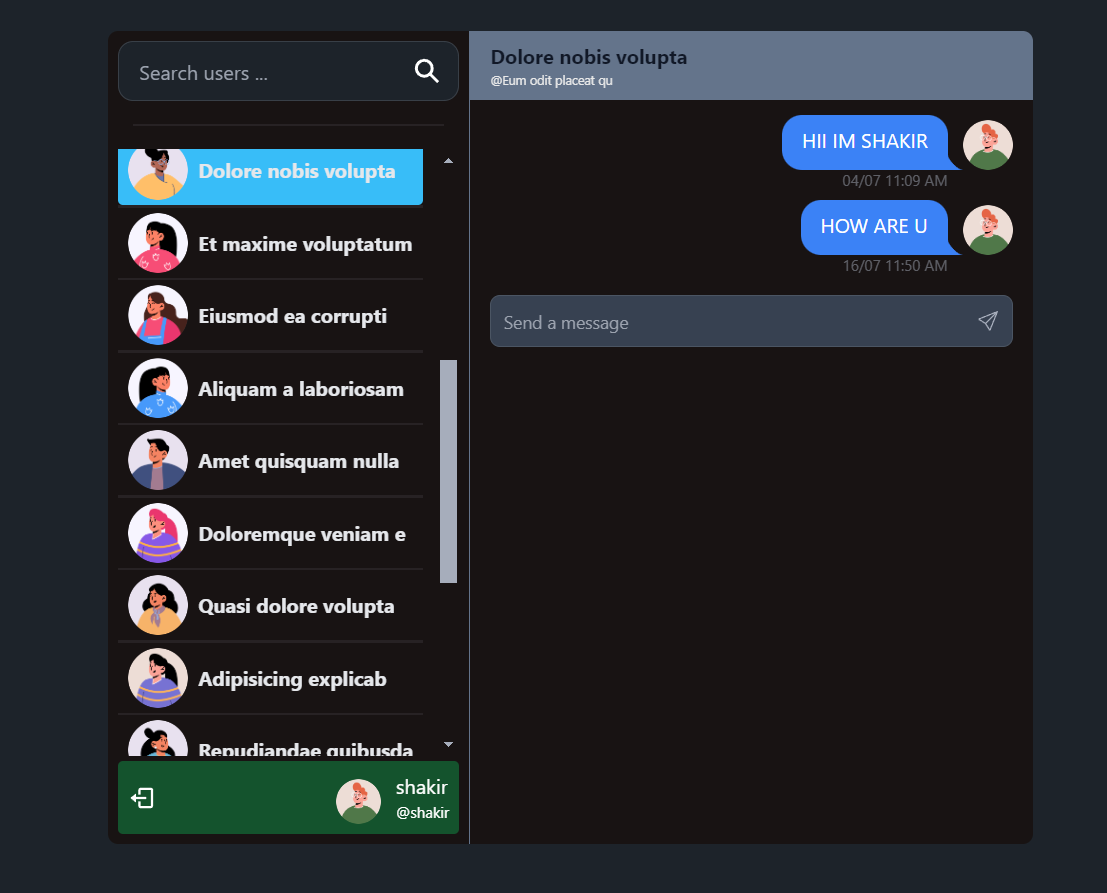 Search users ...
Dolore nobis volupta
Et maxime voluptatum
Eiusmod ea corrupti
Aliquam a laboriosam
Amet quisquam nulla
Doloremque veniam e
Quasi dolore volupta
Adipisicing explicab
Repudiandae quibusda
shakir
@shakir
Dolore nobis volupta
@Eum odit placeat qu
HII IM SHAKIR
04/07 11:09 AM
HOW ARE U
16/07 11:50 AM
Send a message